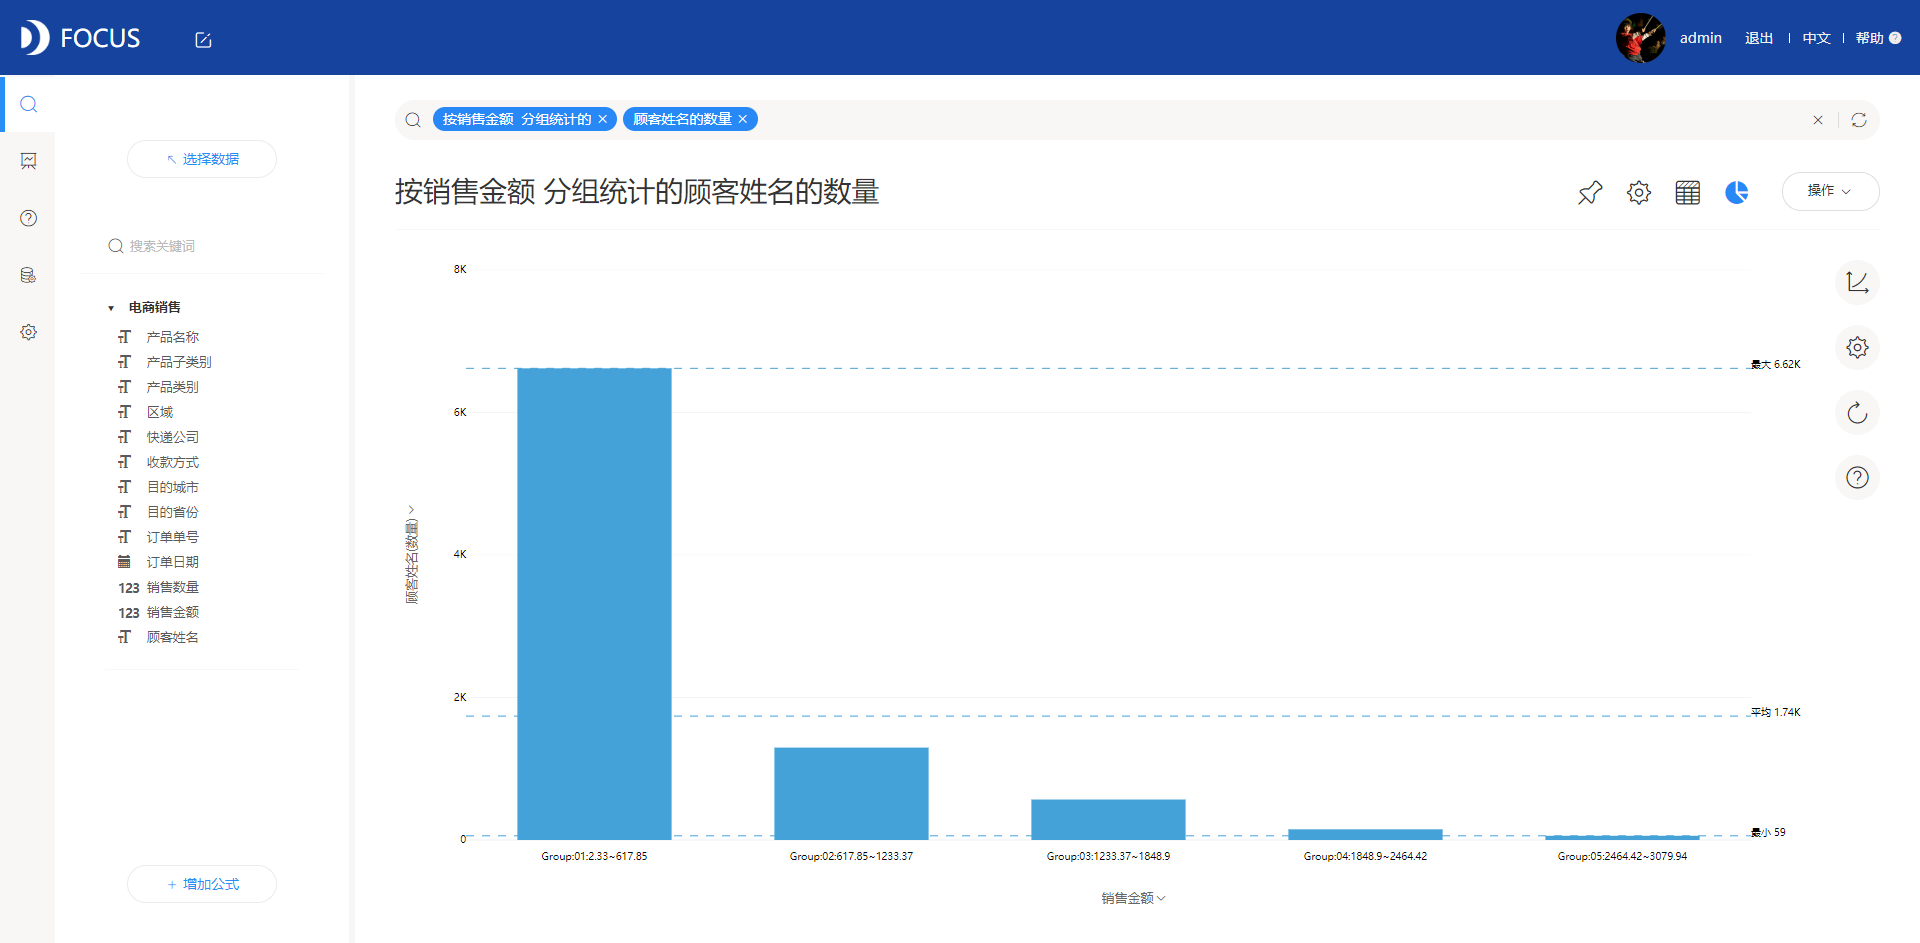 FOCUS
admin 退出 中文 帮助 ?
按销售金额 分组统计的 × 顾客姓名的数量 ×
选择数据
搜索关键词
电商销售
产品名称
产品子类别
产品类别
区域
快递公司
收款方式
目的城市
目的省份
订单单号
订单日期
123 销售数量
123 销售金额
顾客姓名
+ 增加公式
按销售金额 分组统计的顾客姓名的数量
操作
8K
6K
4K
2K
0
顾客姓名(数量)
最大 6.62K
平均 1.74K
最小 59
Group:01:2.33~617.85
Group:02:617.85~1233.37
Group:03:1233.37~1848.9
Group:04:1848.9~2464.42
Group:05:2464.42~3079.94
销售金额